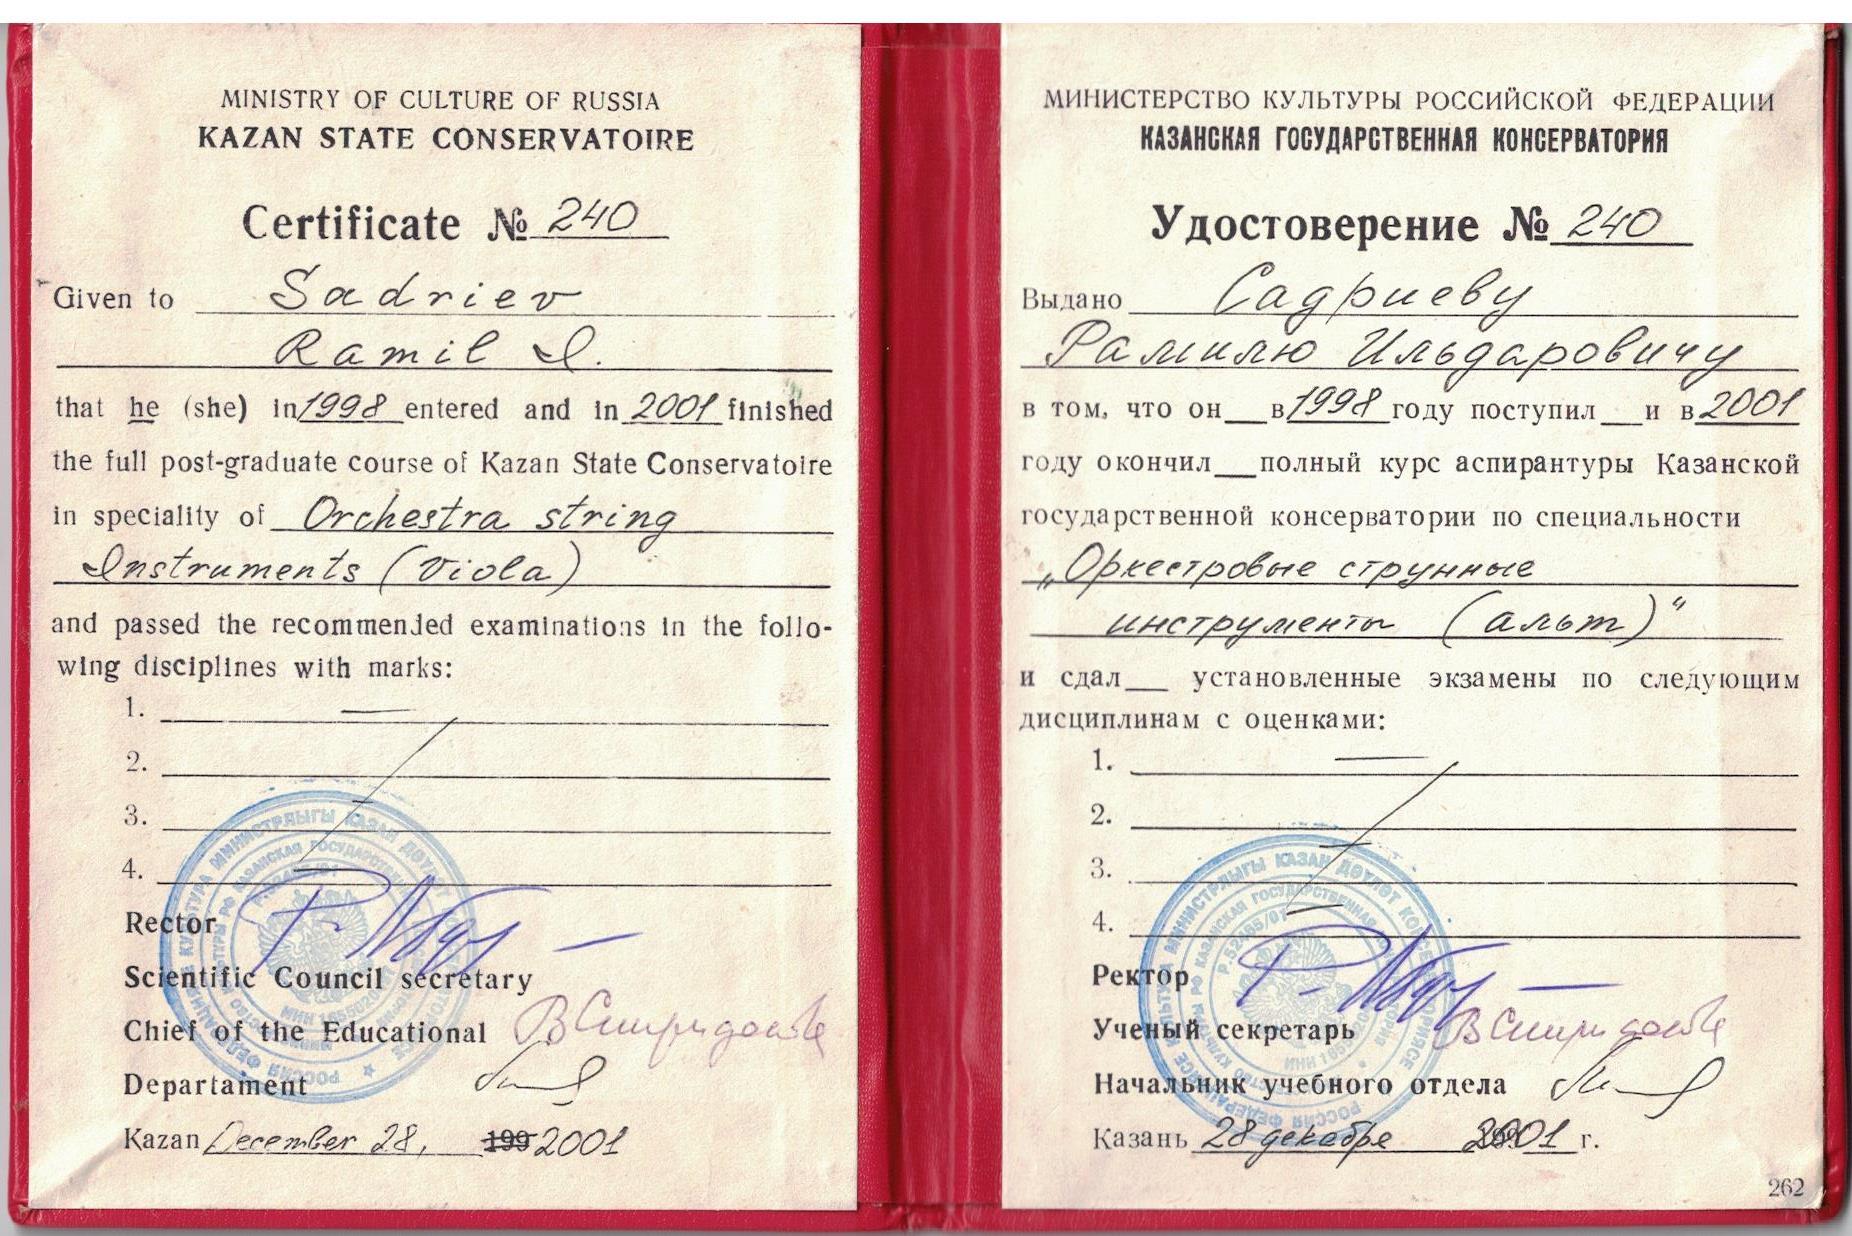 MINISTRY OF CULTURE OF RUSSIA
KAZAN STATE CONSERVATOIRE
Certificate № 240
Given to Sadriev
Ramil I.
that he (she) in 1998 entered and in 2001 finished
the full post-graduate course of Kazan State Conservatoire
in speciality of Orchestra string
Instruments (Viola)
and passed the recommended examinations in the follo-
wing disciplines with marks:
1.
2.
3.
4.
Rector
Scientific Council secretary
Chief of the Educational
Departament
Kazan December 28, 199 2001
МИНИСТЕРСТВО КУЛЬТУРЫ РОССИЙСКОЙ ФЕДЕРАЦИИ
КАЗАНСКАЯ ГОСУДАРСТВЕННАЯ КОНСЕРВАТОРИЯ
Удостоверение № 240
Выдано Садриеву
Рамилю Ильдаровичу
в том, что он__ в 1998 году поступил__ и в 2001
году окончил__ полный курс аспирантуры Казанской
государственной консерватории по специальности
„Оркестровые струнные
инструменты (альт)“
и сдал__ установленные экзамены по следующим
дисциплинам с оценками:
1.
2.
3.
4.
Ректор
Ученый секретарь
Начальник учебного отдела
Казань 28 декабря 2001 г.
262